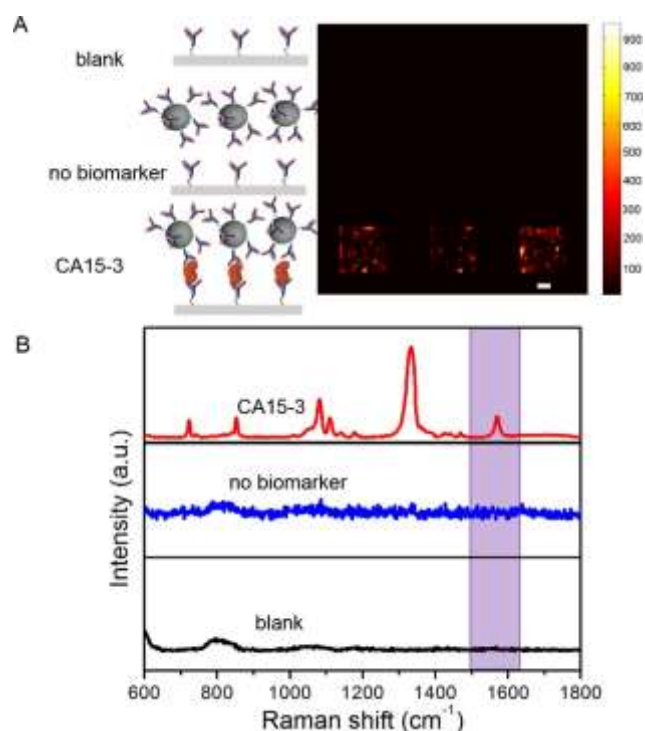 A
blank
no biomarker
CA15-3
900
800
700
600
500
400
300
200
100
B
CA15-3
no biomarker
blank
Intensity (a.u.)
600 800 1000 1200 1400 1600 1800
Raman shift (cm⁻¹)